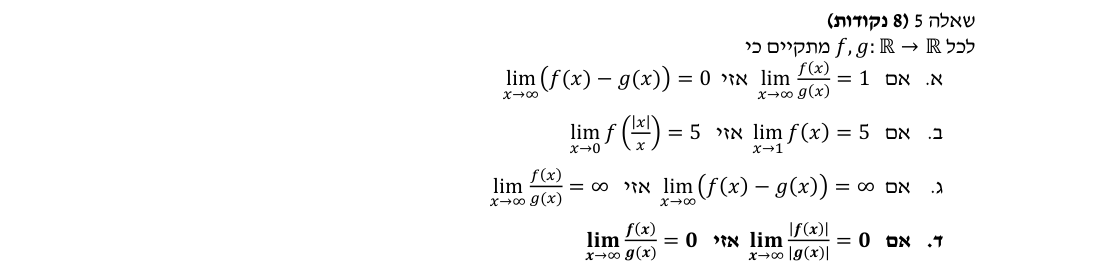 שאלה 5 (8 נקודות)
לכל f, g: ℝ → ℝ מתקיים כי
א. אם lim_{x→∞} f(x)/g(x) = 1 אזי lim_{x→∞} (f(x) − g(x)) = 0
ב. אם lim_{x→1} f(x) = 5 אזי lim_{x→0} f(|x|/x) = 5
ג. אם lim_{x→∞} (f(x) − g(x)) = ∞ אזי lim_{x→∞} f(x)/g(x) = ∞
ד. אם lim_{x→∞} |f(x)|/|g(x)| = 0 אזי lim_{x→∞} f(x)/g(x) = 0